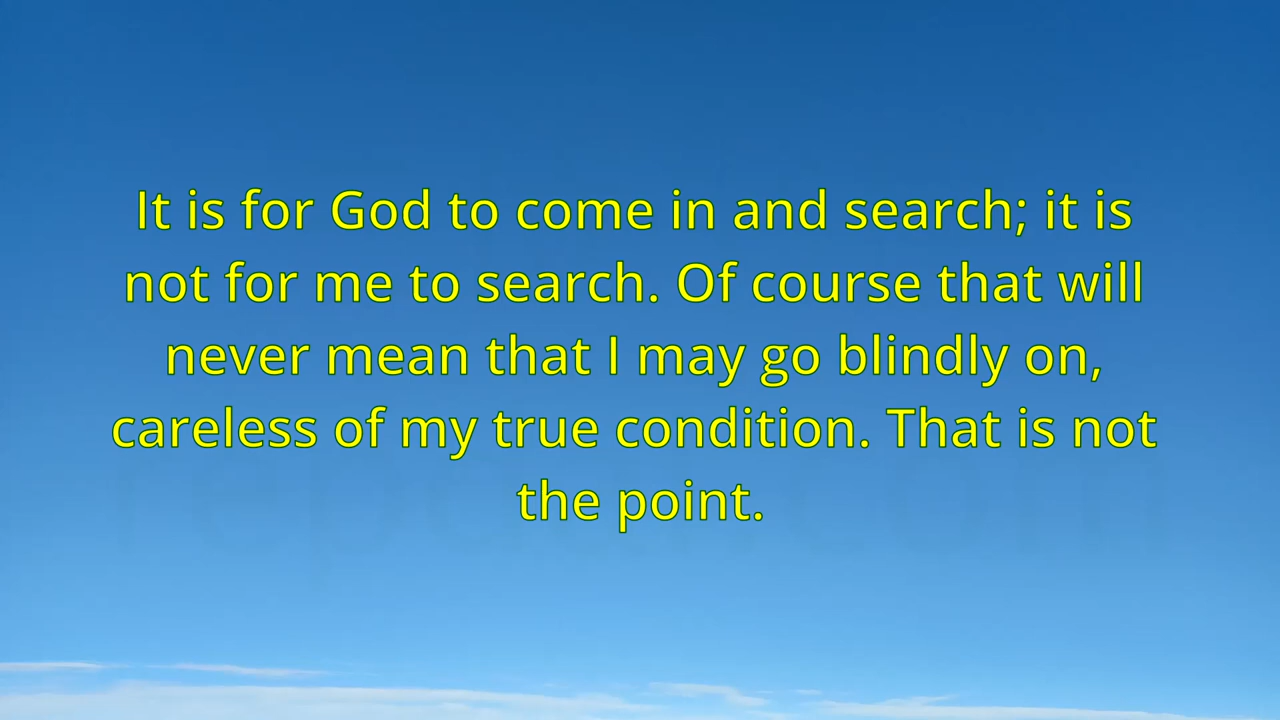 It is for God to come in and search; it is
not for me to search. Of course that will
never mean that I may go blindly on,
careless of my true condition. That is not
the point.